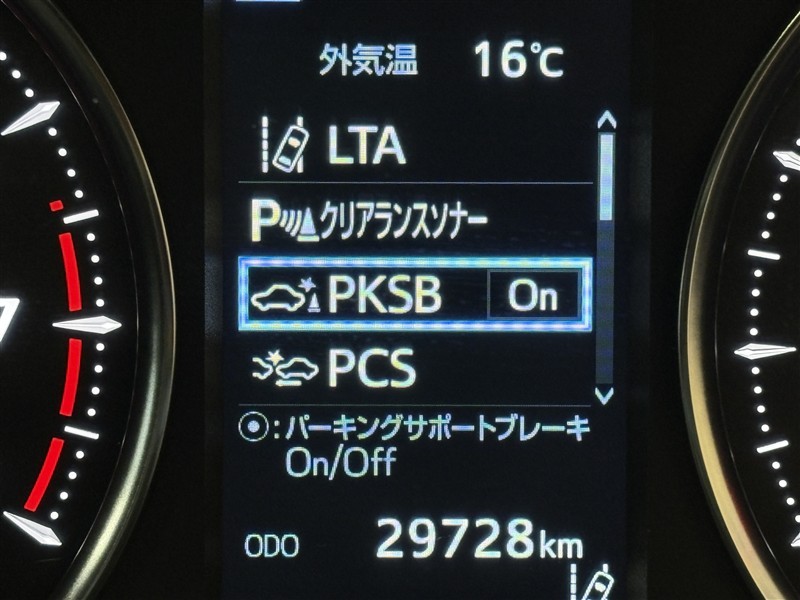 外気温 16℃
LTA
Pクリアランスソナー
PKSB On
PCS
⦿:パーキングサポートブレーキ
On/Off
ODO 29728km